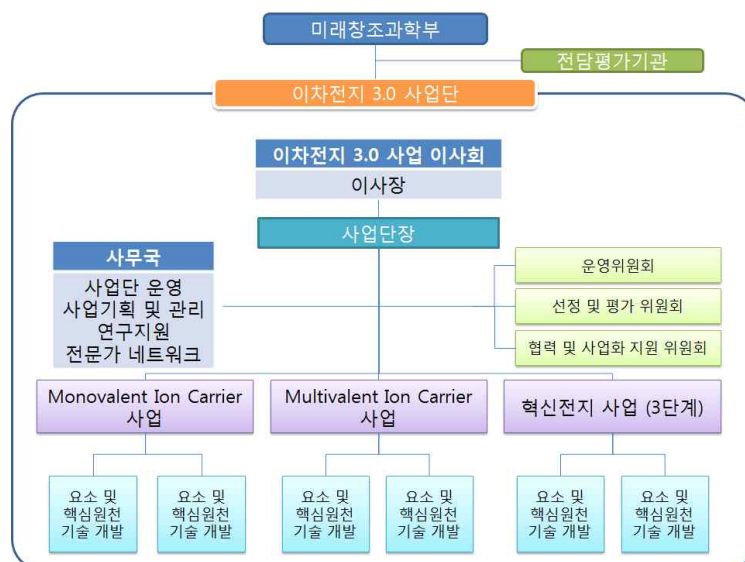 미래창조과학부
전담평가기관
이차전지 3.0 사업단
이차전지 3.0 사업 이사회
이사장
사업단장
사무국
사업단 운영
사업기획 및 관리
연구지원
전문가 네트워크
운영위원회
선정 및 평가 위원회
협력 및 사업화 지원 위원회
Monovalent Ion Carrier
사업
Multivalent Ion Carrier
사업
혁신전지 사업 (3단계)
요소 및
핵심원천
기술 개발
요소 및
핵심원천
기술 개발
요소 및
핵심원천
기술 개발
요소 및
핵심원천
기술 개발
요소 및
핵심원천
기술 개발
요소 및
핵심원천
기술 개발